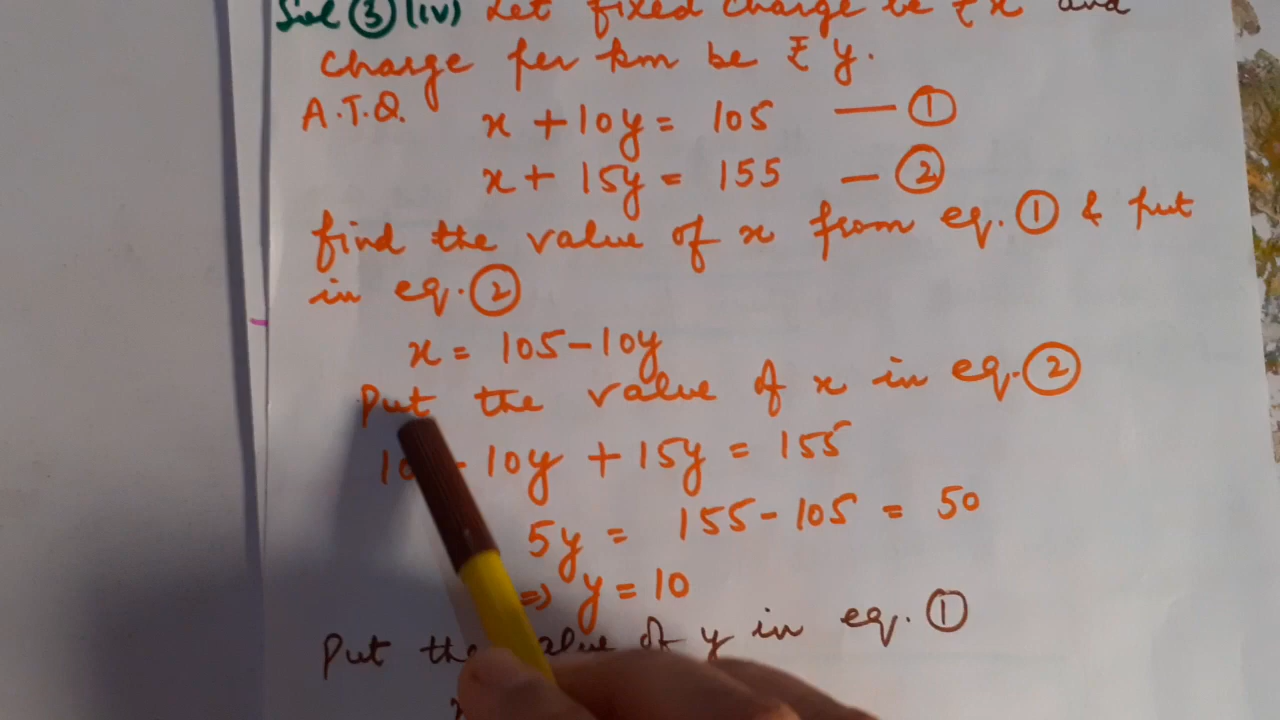 Sol ③ (iv) Let fixed charge be ₹ x and
charge per km be ₹ y.
A.T.Q. x + 10y = 105 — ①
x + 15y = 155 — ②
find the value of x from eq. ① & put
in eq. ②
x = 105 - 10y
Put the value of x in eq. ②
10 - 10y + 15y = 155
5y = 155 - 105 = 50
⇒ y = 10
Put the value of y in eq. ①